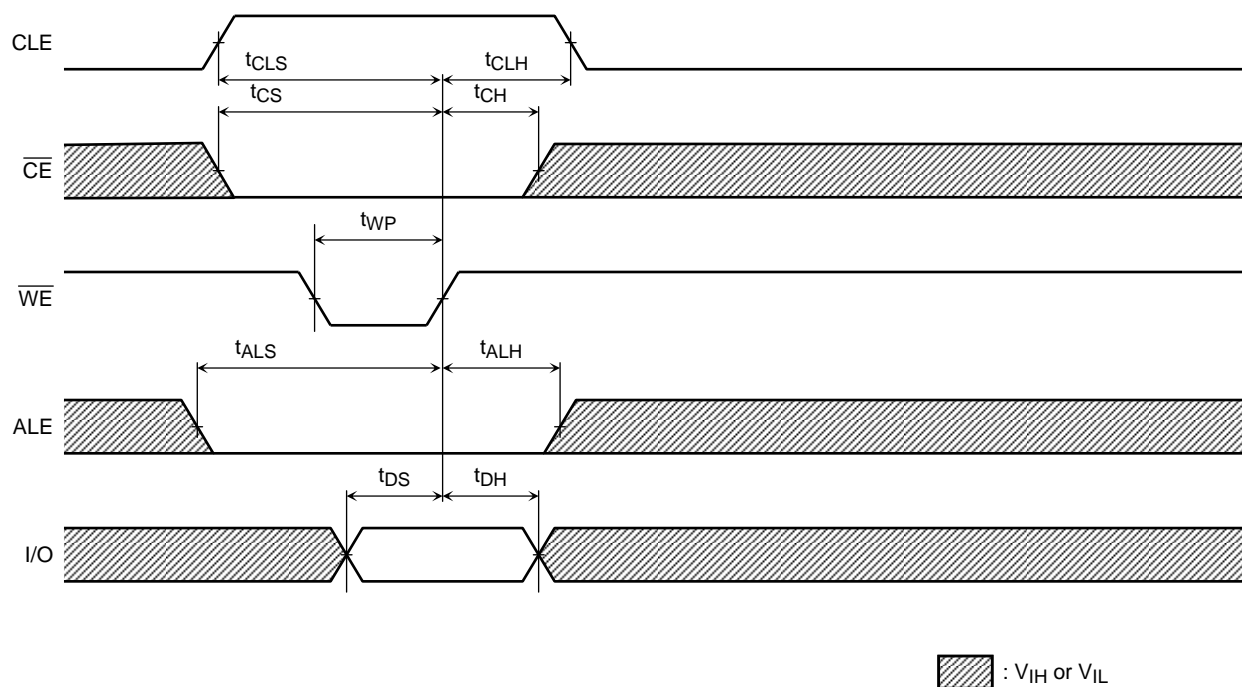 CLE
tCLS tCLH
tCS tCH
CE
tWP
WE
tALS tALH
ALE
tDS tDH
I/O
: VIH or VIL